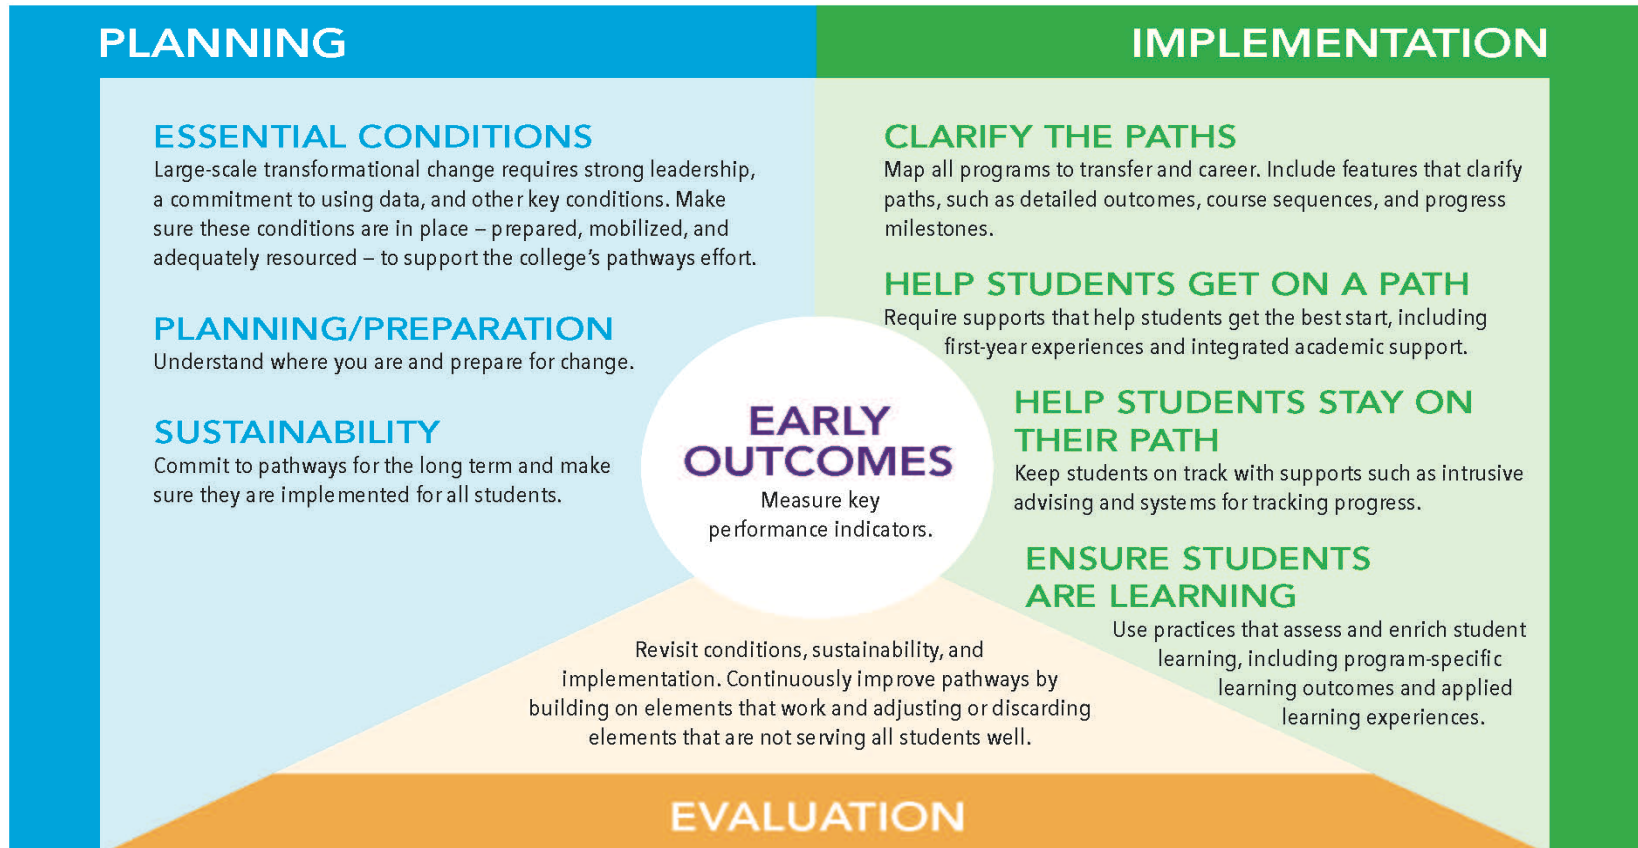 PLANNING
IMPLEMENTATION
ESSENTIAL CONDITIONS
Large-scale transformational change requires strong leadership,
a commitment to using data, and other key conditions. Make
sure these conditions are in place – prepared, mobilized, and
adequately resourced – to support the college’s pathways effort.
PLANNING/PREPARATION
Understand where you are and prepare for change.
SUSTAINABILITY
Commit to pathways for the long term and make
sure they are implemented for all students.
CLARIFY THE PATHS
Map all programs to transfer and career. Include features that clarify
paths, such as detailed outcomes, course sequences, and progress
milestones.
HELP STUDENTS GET ON A PATH
Require supports that help students get the best start, including
first-year experiences and integrated academic support.
HELP STUDENTS STAY ON
THEIR PATH
Keep students on track with supports such as intrusive
advising and systems for tracking progress.
ENSURE STUDENTS
ARE LEARNING
Use practices that assess and enrich student
learning, including program-specific
learning outcomes and applied
learning experiences.
EARLY
OUTCOMES
Measure key
performance indicators.
Revisit conditions, sustainability, and
implementation. Continuously improve pathways by
building on elements that work and adjusting or discarding
elements that are not serving all students well.
EVALUATION